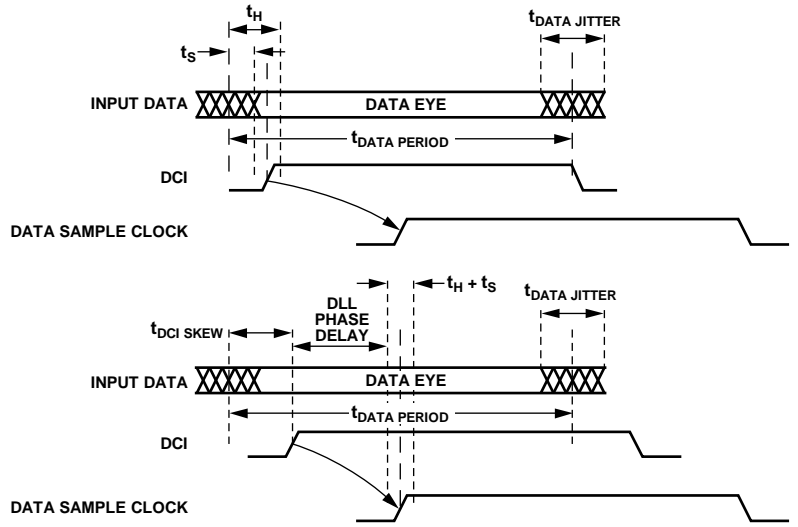 tH
tDATA JITTER
tS
INPUT DATA
DATA EYE
tDATA PERIOD
DCI
DATA SAMPLE CLOCK
tH + tS
tDATA JITTER
DLL
PHASE
DELAY
tDCI SKEW
INPUT DATA
DATA EYE
tDATA PERIOD
DCI
DATA SAMPLE CLOCK